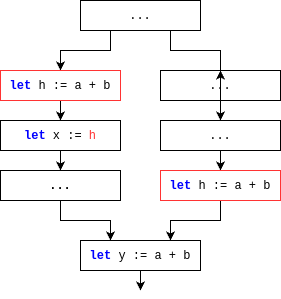 ...
let h := a + b
...
let x := h
...
...
let h := a + b
let y := a + b